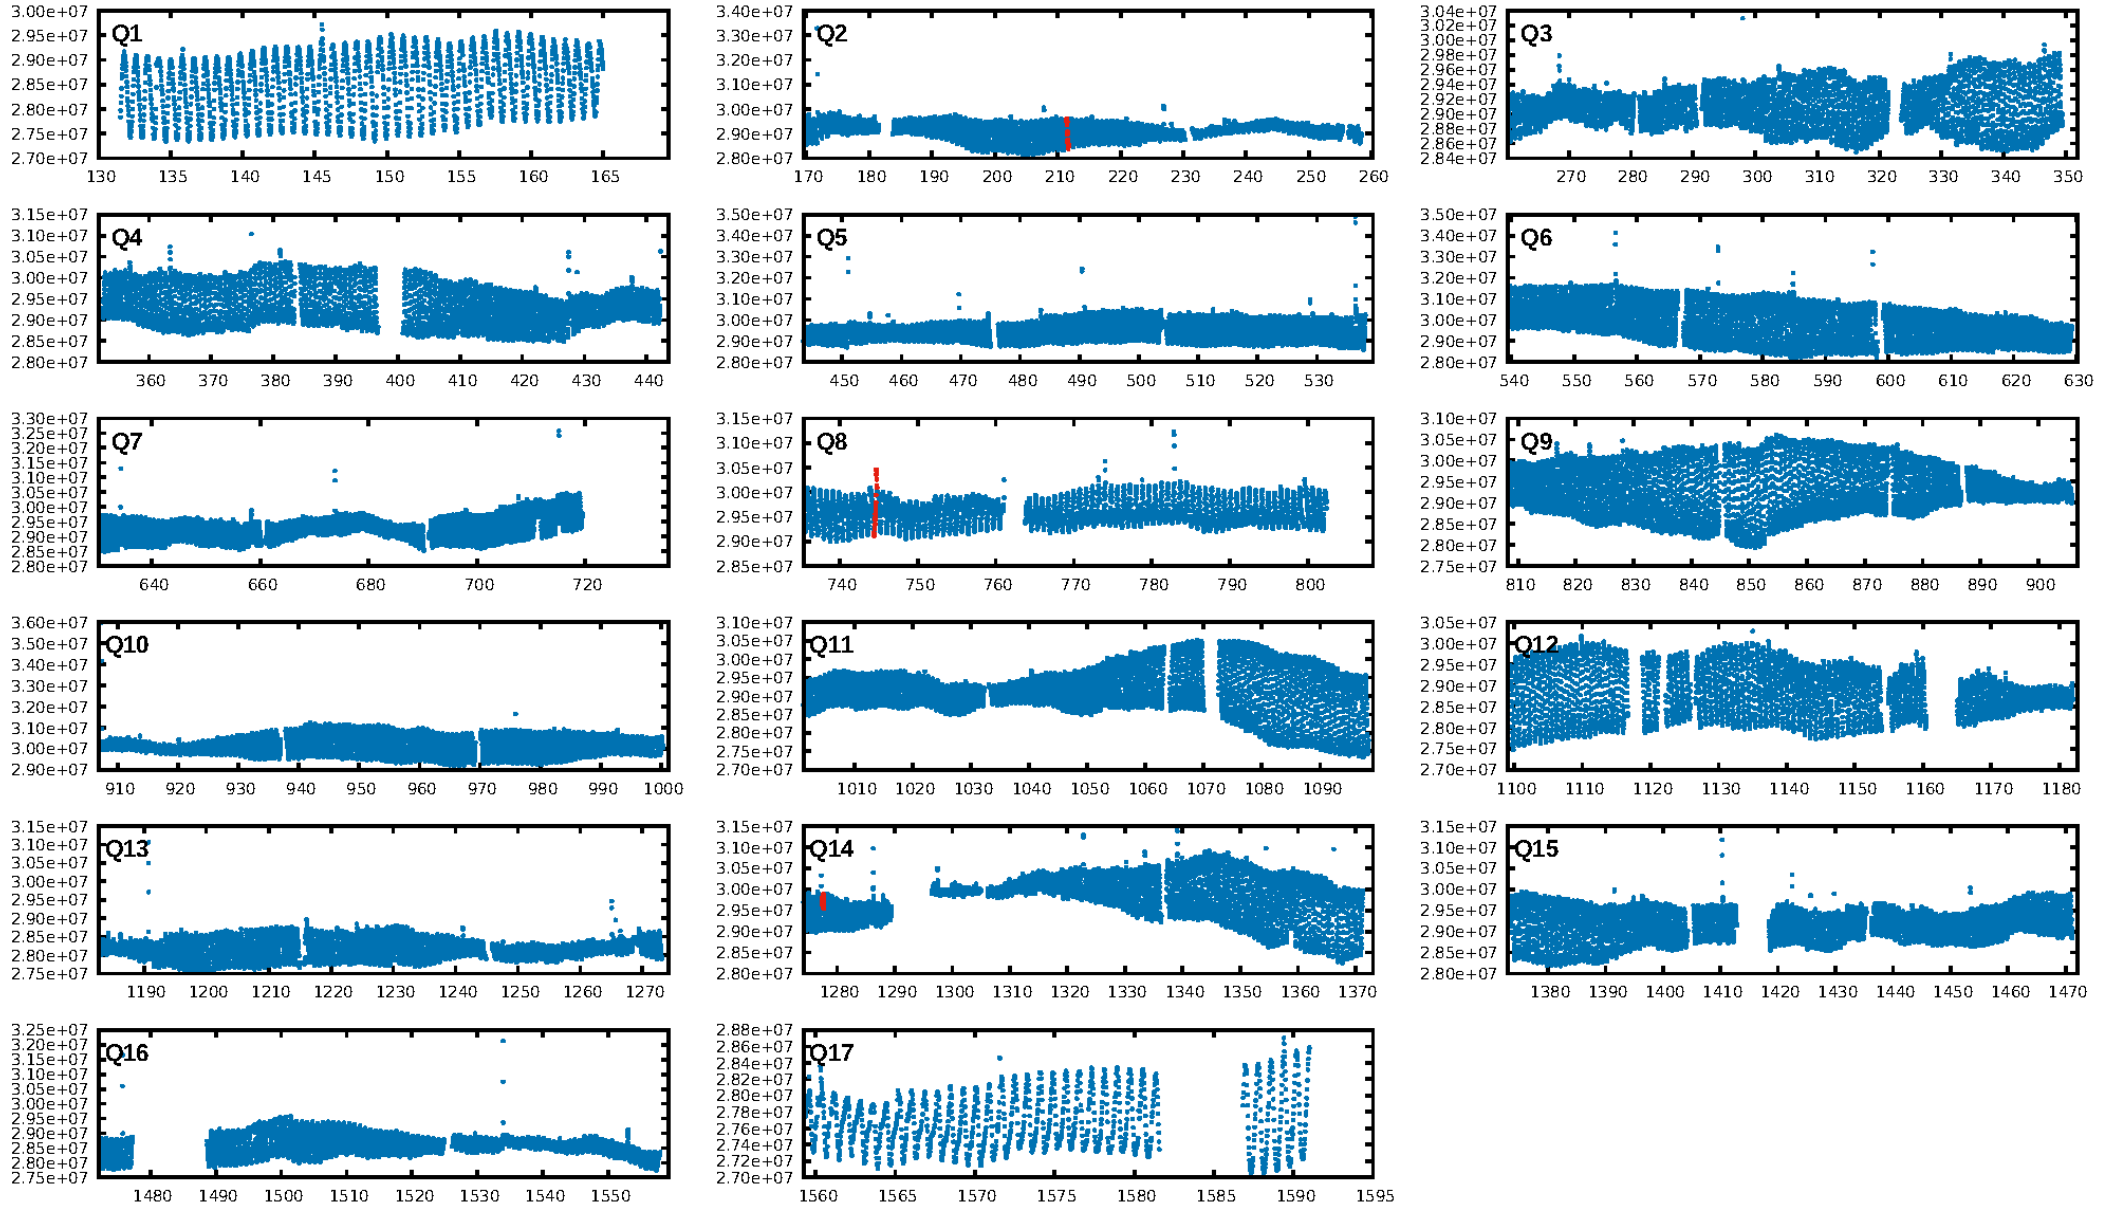 3.00e+07
2.95e+07
2.90e+07
2.85e+07
2.80e+07
2.75e+07
2.70e+07
Q1
130 135 140 145 150 155 160 165
3.40e+07
3.30e+07
3.20e+07
3.10e+07
3.00e+07
2.90e+07
2.80e+07
Q2
170 180 190 200 210 220 230 240 250 260
3.04e+07
3.02e+07
3.00e+07
2.98e+07
2.96e+07
2.94e+07
2.92e+07
2.90e+07
2.88e+07
2.86e+07
2.84e+07
Q3
270 280 290 300 310 320 330 340 350
3.15e+07
3.10e+07
3.05e+07
3.00e+07
2.95e+07
2.90e+07
2.85e+07
2.80e+07
Q4
360 370 380 390 400 410 420 430 440
3.50e+07
3.40e+07
3.30e+07
3.20e+07
3.10e+07
3.00e+07
2.90e+07
2.80e+07
Q5
450 460 470 480 490 500 510 520 530
3.50e+07
3.40e+07
3.30e+07
3.20e+07
3.10e+07
3.00e+07
2.90e+07
2.80e+07
Q6
540 550 560 570 580 590 600 610 620 630
3.30e+07
3.25e+07
3.20e+07
3.15e+07
3.10e+07
3.05e+07
3.00e+07
2.95e+07
2.90e+07
2.85e+07
2.80e+07
Q7
640 660 680 700 720
3.15e+07
3.10e+07
3.05e+07
3.00e+07
2.95e+07
2.90e+07
2.85e+07
Q8
740 750 760 770 780 790 800
3.10e+07
3.05e+07
3.00e+07
2.95e+07
2.90e+07
2.85e+07
2.80e+07
2.75e+07
Q9
810 820 830 840 850 860 870 880 890 900
3.60e+07
3.50e+07
3.40e+07
3.30e+07
3.20e+07
3.10e+07
3.00e+07
2.90e+07
Q10
910 920 930 940 950 960 970 980 990 1000
3.10e+07
3.05e+07
3.00e+07
2.95e+07
2.90e+07
2.85e+07
2.80e+07
2.75e+07
2.70e+07
Q11
1010 1020 1030 1040 1050 1060 1070 1080 1090
3.05e+07
3.00e+07
2.95e+07
2.90e+07
2.85e+07
2.80e+07
2.75e+07
2.70e+07
Q12
1100 1110 1120 1130 1140 1150 1160 1170 1180
3.15e+07
3.10e+07
3.05e+07
3.00e+07
2.95e+07
2.90e+07
2.85e+07
2.80e+07
2.75e+07
Q13
1190 1200 1210 1220 1230 1240 1250 1260 1270
3.15e+07
3.10e+07
3.05e+07
3.00e+07
2.95e+07
2.90e+07
2.85e+07
2.80e+07
Q14
1280 1290 1300 1310 1320 1330 1340 1350 1360 1370
3.15e+07
3.10e+07
3.05e+07
3.00e+07
2.95e+07
2.90e+07
2.85e+07
2.80e+07
Q15
1380 1390 1400 1410 1420 1430 1440 1450 1460 1470
3.25e+07
3.20e+07
3.15e+07
3.10e+07
3.05e+07
3.00e+07
2.95e+07
2.90e+07
2.85e+07
2.80e+07
2.75e+07
Q16
1480 1490 1500 1510 1520 1530 1540 1550
2.88e+07
2.86e+07
2.84e+07
2.82e+07
2.80e+07
2.78e+07
2.76e+07
2.74e+07
2.72e+07
2.70e+07
Q17
1560 1565 1570 1575 1580 1585 1590 1595